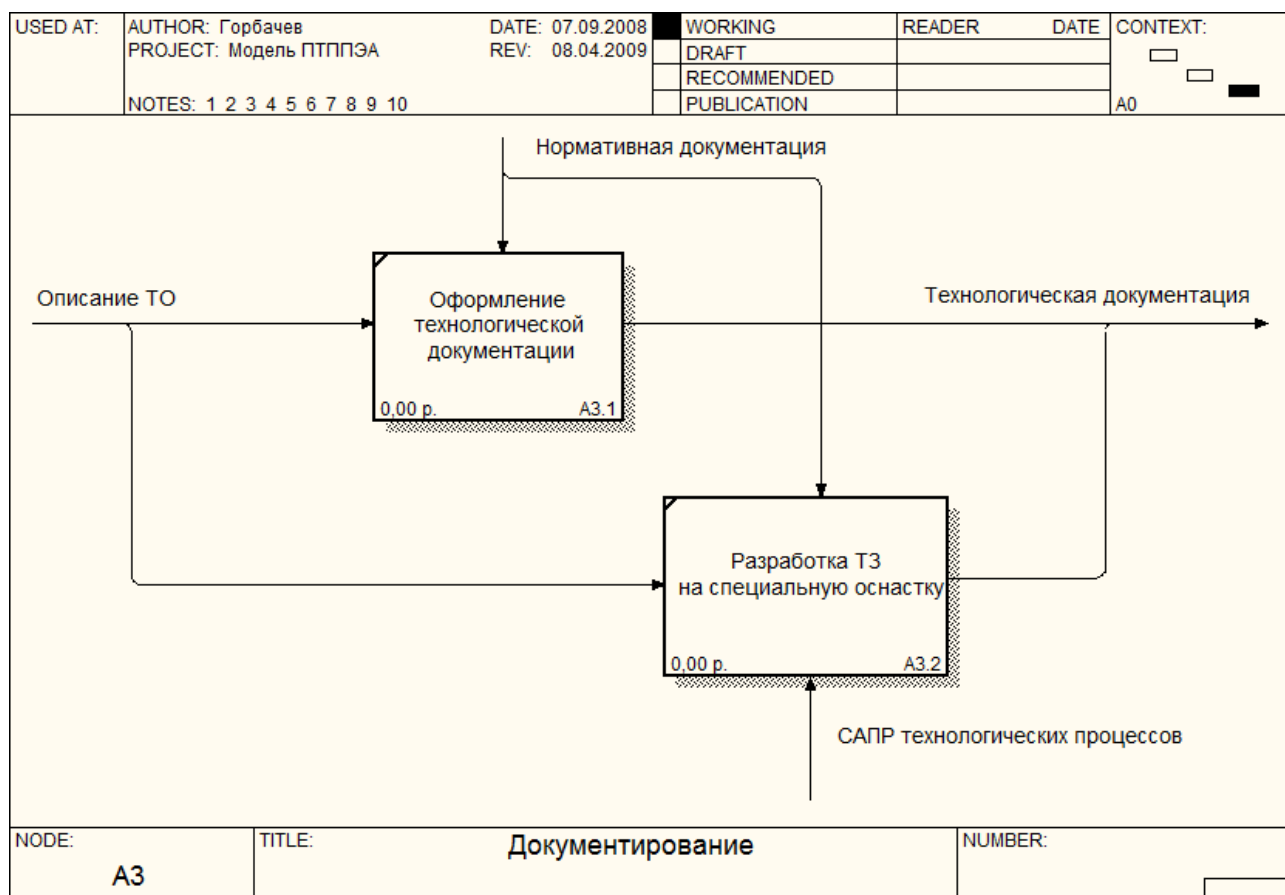 USED AT:
AUTHOR: Горбачев
DATE: 07.09.2008
PROJECT: Модель ПТППЭА
REV: 08.04.2009
NOTES: 1 2 3 4 5 6 7 8 9 10
WORKING
DRAFT
RECOMMENDED
PUBLICATION
READER DATE
CONTEXT:
A0
Нормативная документация
Описание ТО
Оформление
технологической
документации
0,00 р. A3.1
Технологическая документация
Разработка ТЗ
на специальную оснастку
0,00 р. A3.2
САПР технологических процессов
NODE:
A3
TITLE:
Документирование
NUMBER: